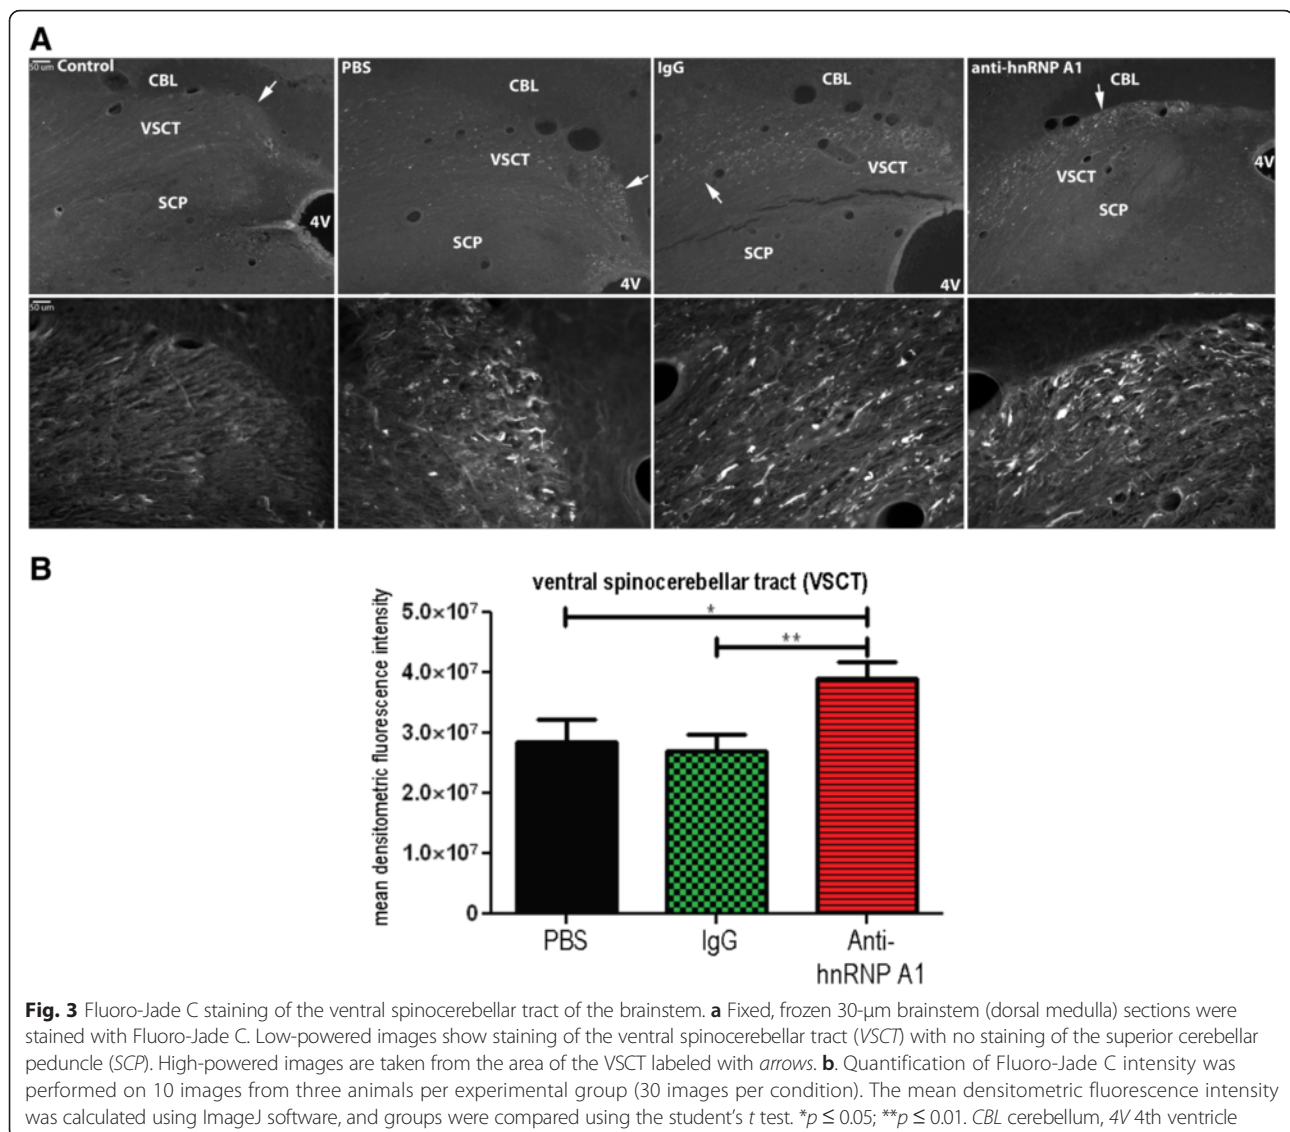 A
50 um Control
PBS
IgG
anti-hnRNP A1
CBL
CBL
CBL
CBL
VSCT
VSCT
VSCT
VSCT
SCP
SCP
SCP
SCP
4V
4V
4V
4V
50 um
B
ventral spinocerebellar tract (VSCT)
mean densitometric fluorescence intensity
5.0×10⁷
4.0×10⁷
3.0×10⁷
2.0×10⁷
1.0×10⁷
0
*
**
PBS
IgG
Anti-
hnRNP A1
Fig. 3 Fluoro-Jade C staining of the ventral spinocerebellar tract of the brainstem. a Fixed, frozen 30-μm brainstem (dorsal medulla) sections were
stained with Fluoro-Jade C. Low-powered images show staining of the ventral spinocerebellar tract (VSCT) with no staining of the superior cerebellar
peduncle (SCP). High-powered images are taken from the area of the VSCT labeled with arrows. b. Quantification of Fluoro-Jade C intensity was
performed on 10 images from three animals per experimental group (30 images per condition). The mean densitometric fluorescence intensity
was calculated using ImageJ software, and groups were compared using the student's t test. *p ≤ 0.05; **p ≤ 0.01. CBL cerebellum, 4V 4th ventricle